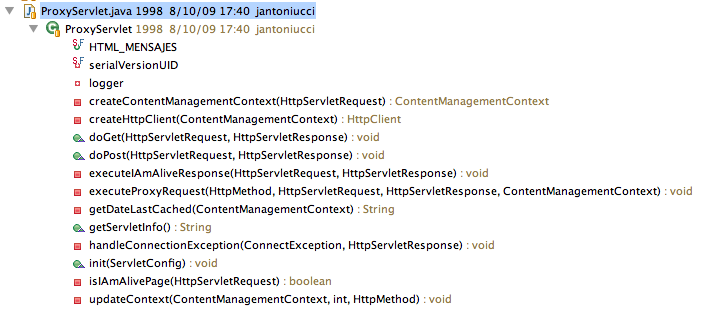 ProxyServlet.java 1998 8/10/09 17:40 jantoniucci
ProxyServlet 1998 8/10/09 17:40 jantoniucci
HTML_MENSAJES
serialVersionUID
logger
createContentManagementContext(HttpServletRequest) : ContentManagementContext
createHttpClient(ContentManagementContext) : HttpClient
doGet(HttpServletRequest, HttpServletResponse) : void
doPost(HttpServletRequest, HttpServletResponse) : void
executeIAmAliveResponse(HttpServletRequest, HttpServletResponse) : void
executeProxyRequest(HttpMethod, HttpServletRequest, HttpServletResponse, ContentManagementContext) : void
getDateLastCached(ContentManagementContext) : String
getServletInfo() : String
handleConnectionException(ConnectException, HttpServletResponse) : void
init(ServletConfig) : void
isIAmAlivePage(HttpServletRequest) : boolean
updateContext(ContentManagementContext, int, HttpMethod) : void